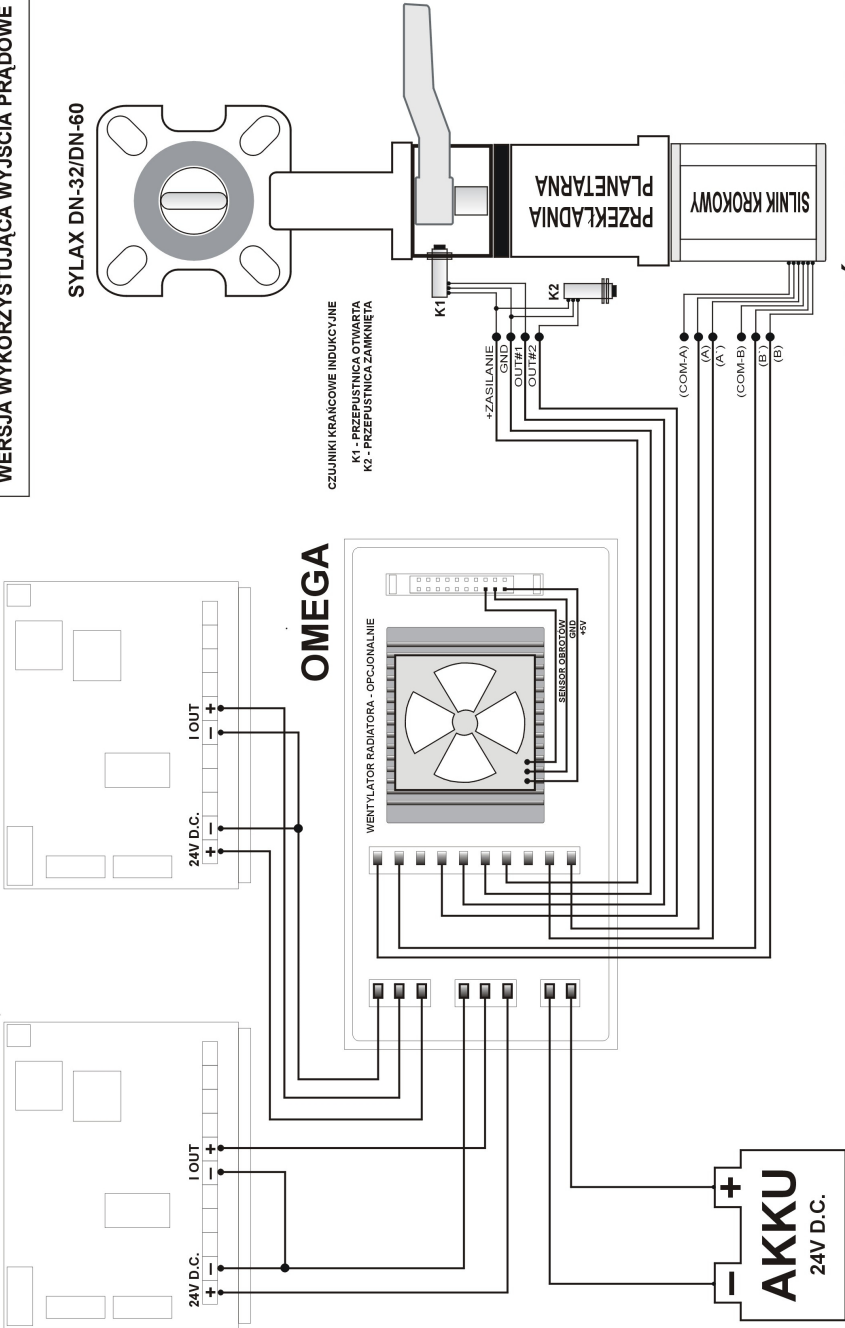 WERSJA WYKORZYSTUJĄCA WYJŚCIA PRĄDOWE
SYLAX DN-32/DN-60
24V D.C.
+
–
I OUT
–
+
24V D.C.
+
–
I OUT
–
+
OMEGA
WENTYLATOR RADIATORA - OPCJONALNIE
SENSOR OBROTÓW
GND
+5V
CZUJNIKI KRAŃCOWE INDUKCYJNE
K1 - PRZEPUSTNICA OTWARTA
K2 - PRZEPUSTNICA ZAMKNIĘTA
K1
K2
+ZASILANIE
GND
OUT#1
OUT#2
(COM-A)
(A)
(A`)
(COM-B)
(B`)
(B)
PRZEKŁADNIA
PLANETARNA
SILNIK KROKOWY
–
+
AKKU
24V D.C.